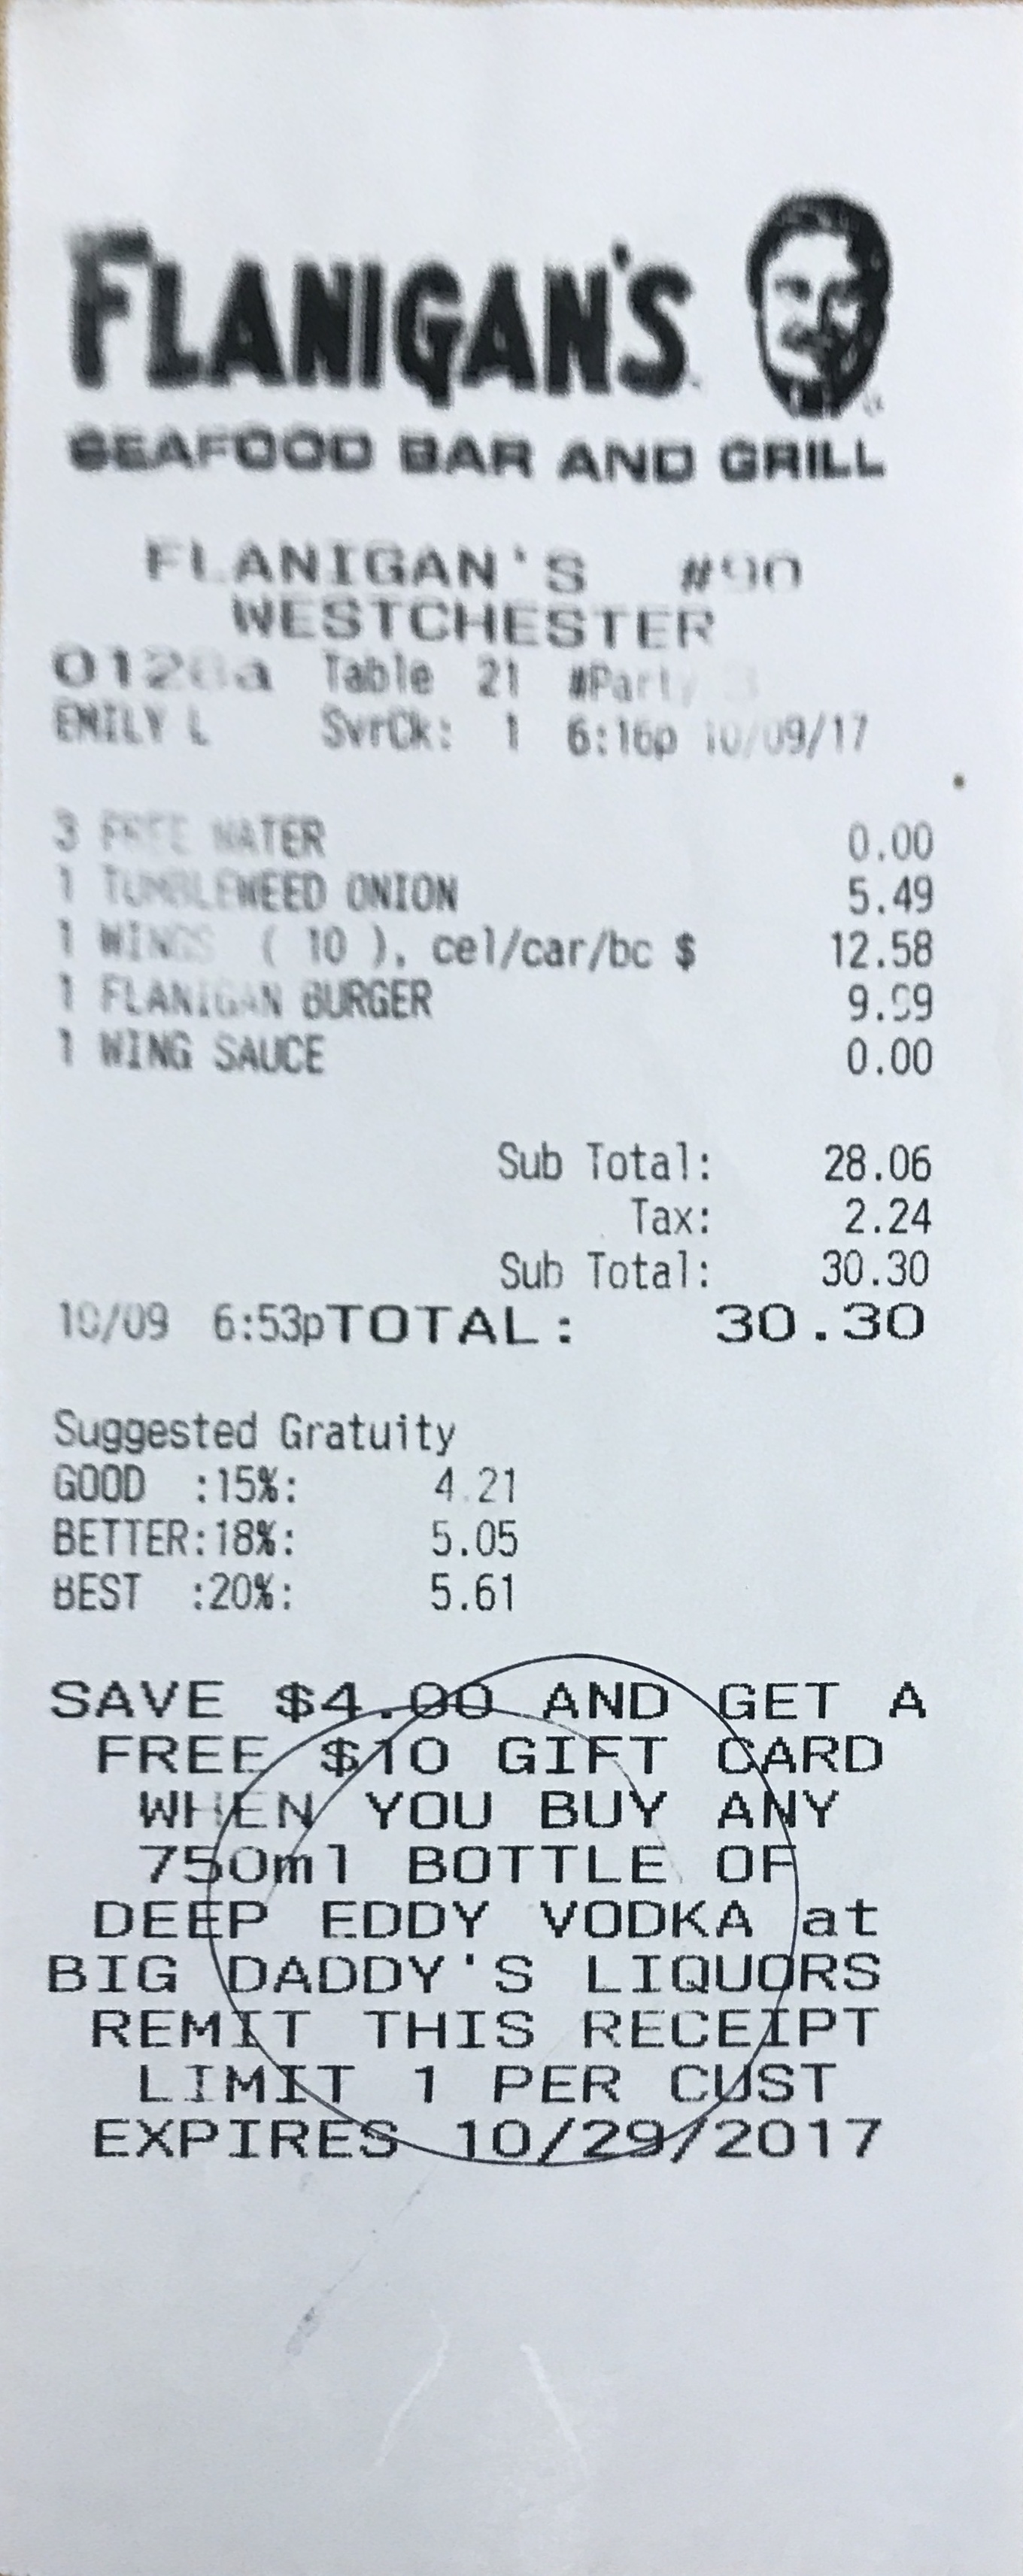 FLANIGAN'S
SEAFOOD BAR AND GRILL
FLANIGAN'S #90
WESTCHESTER
Table 21 #Party 3
EMILY L SvrCk: 1 6:16p 10/09/17
3 FREE WATER 0.00
1 TUMBLEWEED ONION 5.49
1 WINGS ( 10 ), cel/car/bc $ 12.58
1 FLANIGAN BURGER 9.99
1 WING SAUCE 0.00
Sub Total: 28.06
Tax: 2.24
Sub Total: 30.30
10/09 6:53pTOTAL: 30.30
Suggested Gratuity
GOOD :15%: 4.21
BETTER:18%: 5.05
BEST :20%: 5.61
SAVE $4.00 AND GET A
FREE $10 GIFT CARD
WHEN YOU BUY ANY
750ml BOTTLE OF
DEEP EDDY VODKA at
BIG DADDY'S LIQUORS
REMIT THIS RECEIPT
LIMIT 1 PER CUST
EXPIRES 10/29/2017